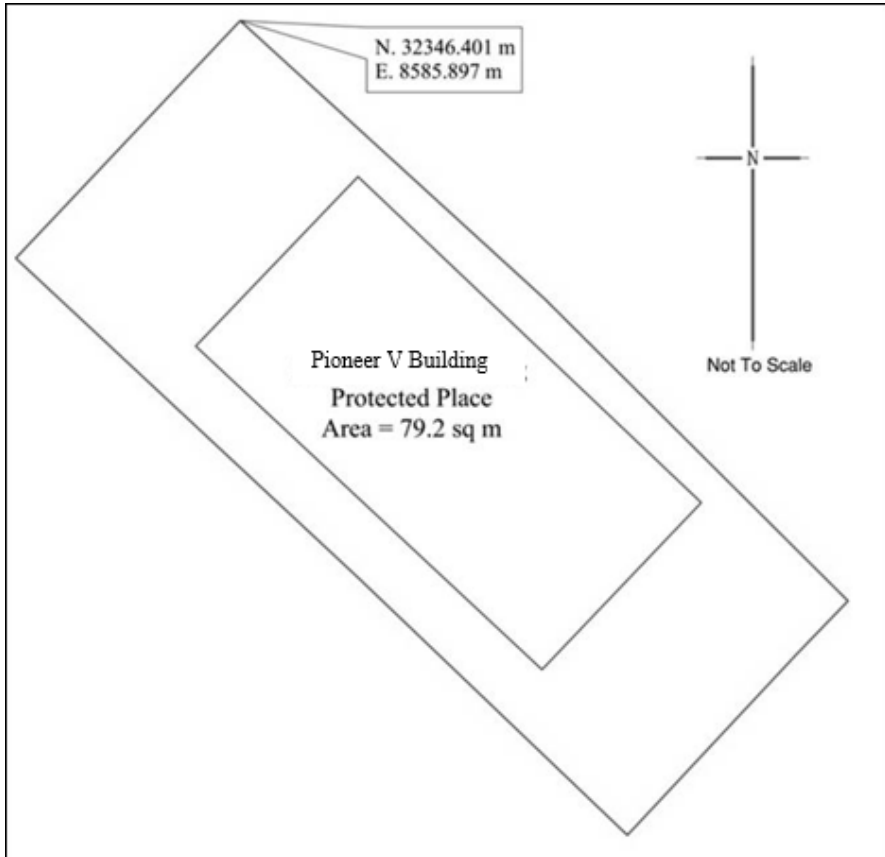 N. 32346.401 m
E. 8585.897 m
N
Not To Scale
Pioneer V Building
Protected Place
Area = 79.2 sq m